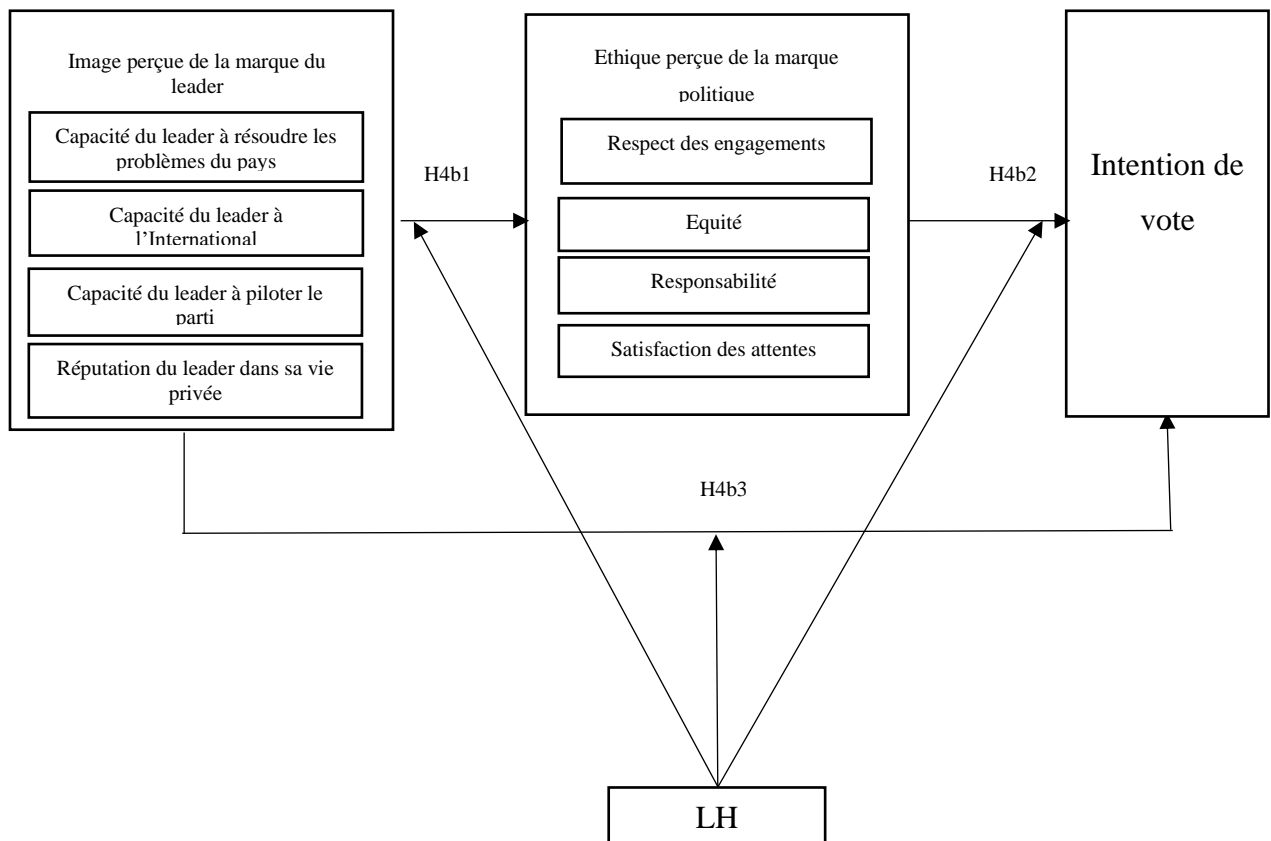 Image perçue de la marque du
leader
Capacité du leader à résoudre les
problèmes du pays
Capacité du leader à
l’International
Capacité du leader à piloter le
parti
Réputation du leader dans sa vie
privée
H4b1
Ethique perçue de la marque
politique
Respect des engagements
Equité
Responsabilité
Satisfaction des attentes
H4b2
Intention de
vote
H4b3
LH